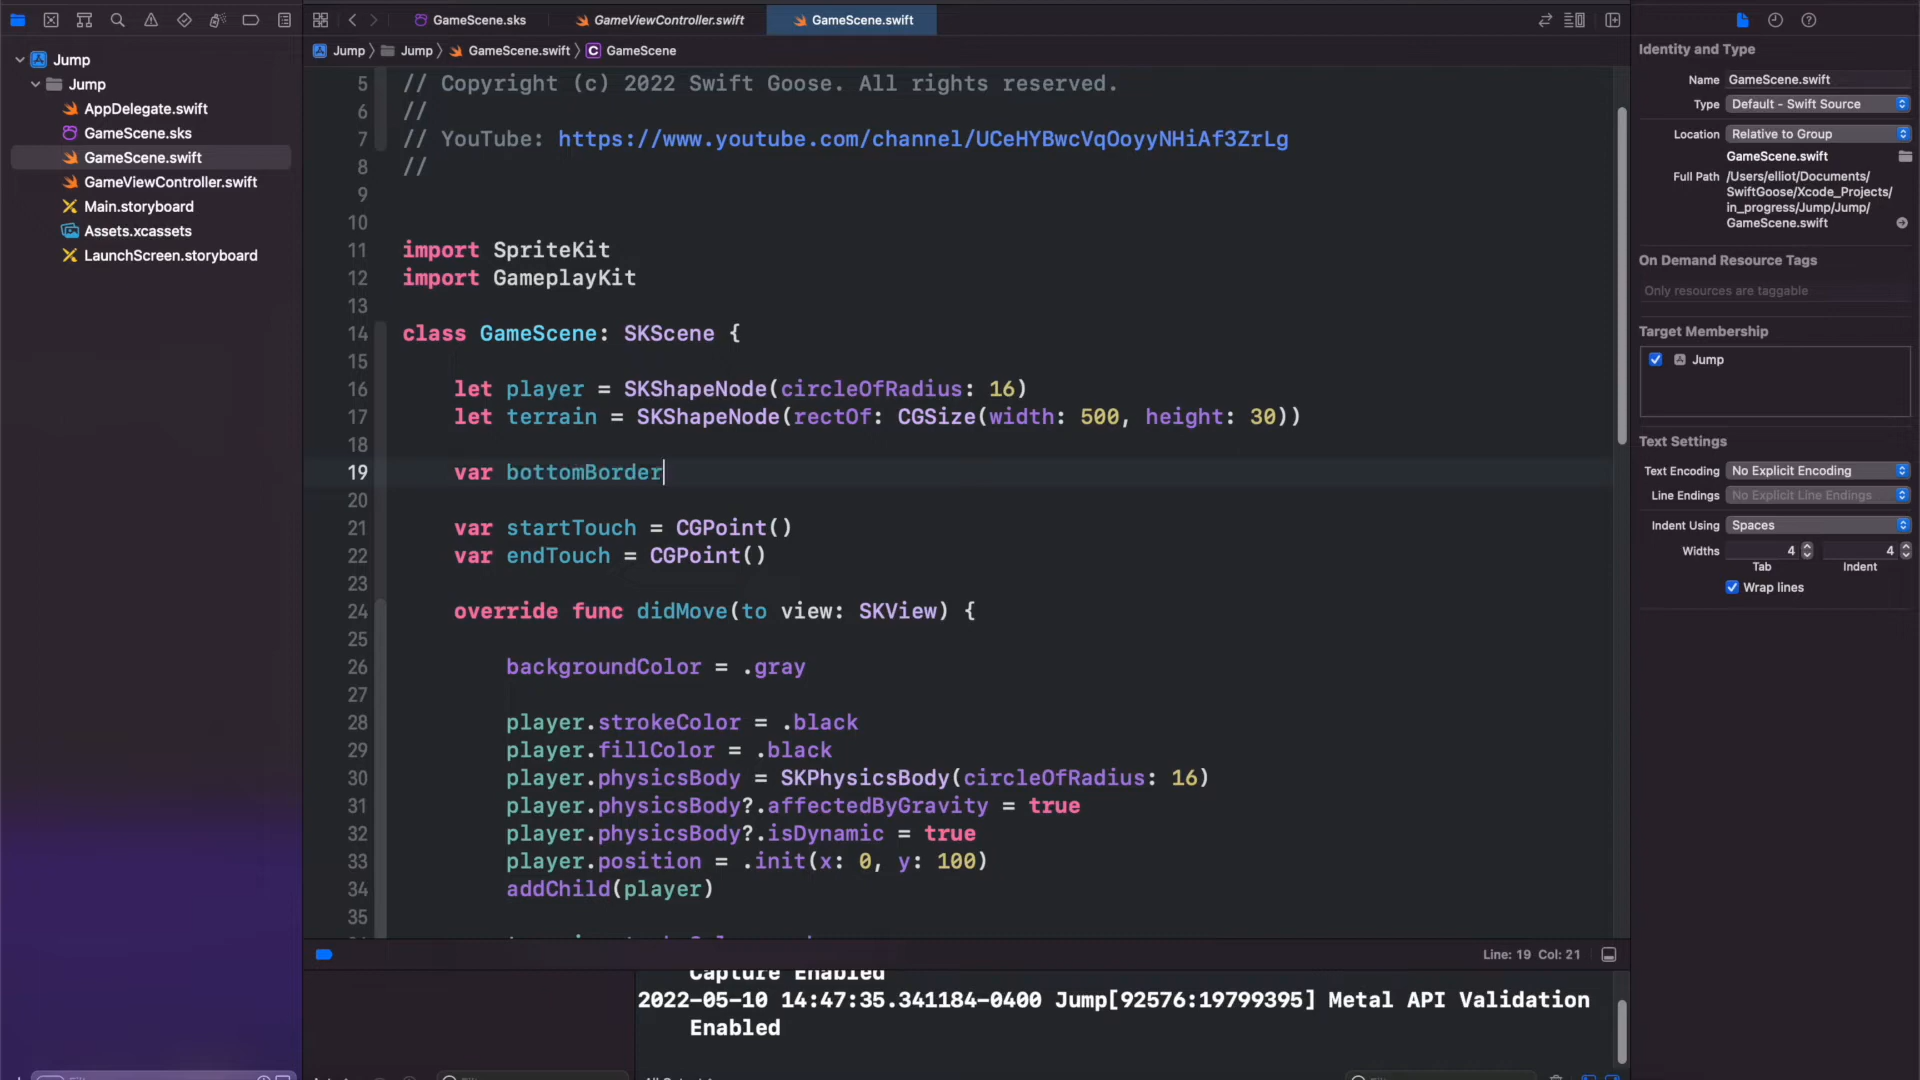 GameScene.sks
GameViewController.swift
GameScene.swift
Jump
Jump
GameScene.swift
GameScene
Jump
Jump
AppDelegate.swift
GameScene.sks
GameScene.swift
GameViewController.swift
Main.storyboard
Assets.xcassets
LaunchScreen.storyboard
5 // Copyright (c) 2022 Swift Goose. All rights reserved.
6 //
7 // YouTube: https://www.youtube.com/channel/UCeHYBwcVqOoyyNHiAf3ZrLg
8 //
9
10
11 import SpriteKit
12 import GameplayKit
13
14 class GameScene: SKScene {
15
16 let player = SKShapeNode(circleOfRadius: 16)
17 let terrain = SKShapeNode(rectOf: CGSize(width: 500, height: 30))
18
19 var bottomBorder
20
21 var startTouch = CGPoint()
22 var endTouch = CGPoint()
23
24 override func didMove(to view: SKView) {
25
26 backgroundColor = .gray
27
28 player.strokeColor = .black
29 player.fillColor = .black
30 player.physicsBody = SKPhysicsBody(circleOfRadius: 16)
31 player.physicsBody?.affectedByGravity = true
32 player.physicsBody?.isDynamic = true
33 player.position = .init(x: 0, y: 100)
34 addChild(player)
35
Line: 19 Col: 21
Capture Enabled
2022-05-10 14:47:35.341184-0400 Jump[92576:19799395] Metal API Validation
Enabled
Identity and Type
Name GameScene.swift
Type Default - Swift Source
Location Relative to Group
GameScene.swift
Full Path /Users/elliot/Documents/
SwiftGoose/Xcode_Projects/
in_progress/Jump/Jump/
GameScene.swift
On Demand Resource Tags
Only resources are taggable
Target Membership
Jump
Text Settings
Text Encoding No Explicit Encoding
Line Endings No Explicit Line Endings
Indent Using Spaces
Widths 4 4
Tab Indent
Wrap lines